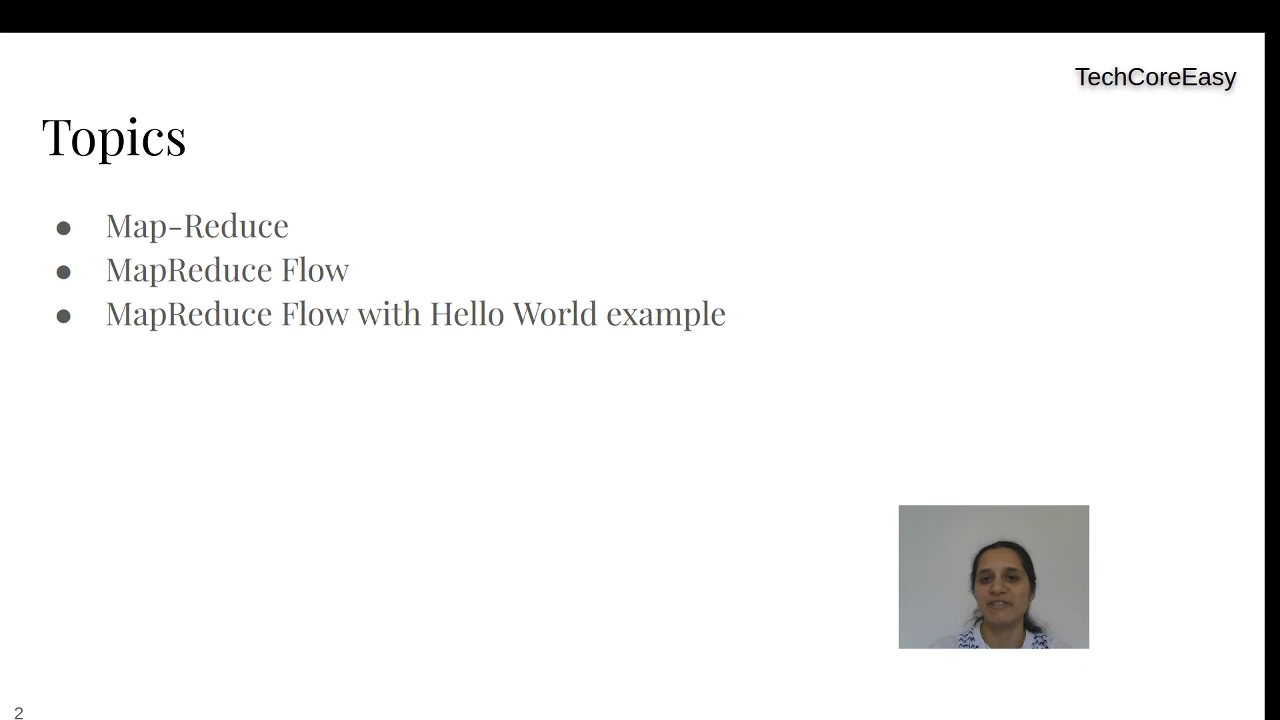 TechCoreEasy
Topics
● Map-Reduce
● MapReduce Flow
● MapReduce Flow with Hello World example
2